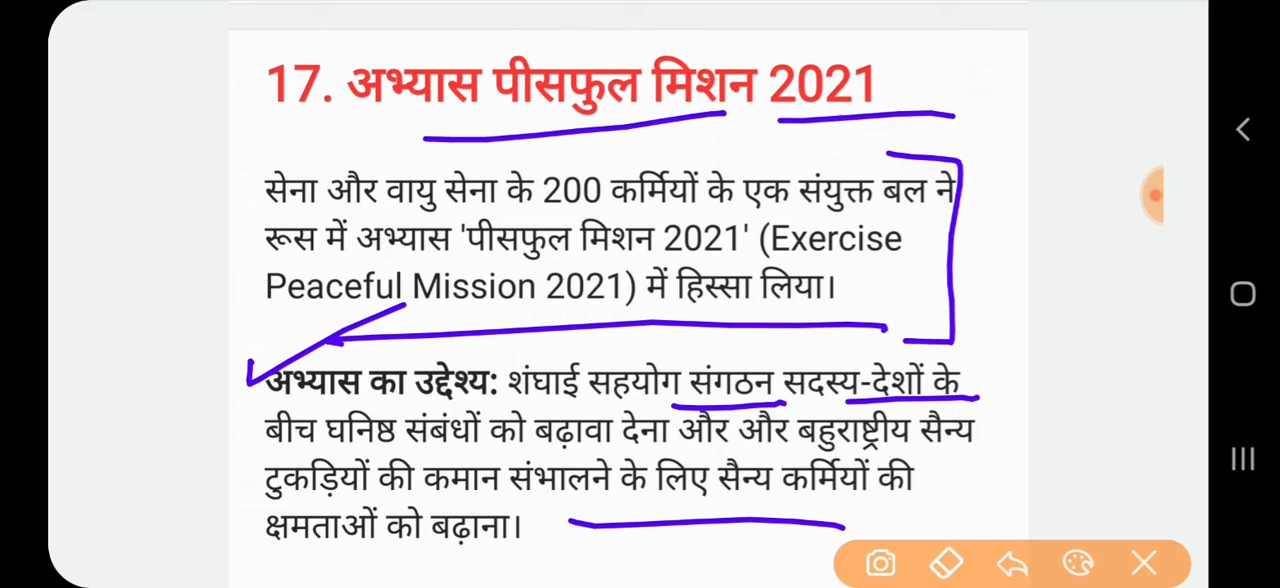 17. अभ्यास पीसफुल मिशन 2021
सेना और वायु सेना के 200 कर्मियों के एक संयुक्त बल ने
रूस में अभ्यास 'पीसफुल मिशन 2021' (Exercise
Peaceful Mission 2021) में हिस्सा लिया।
अभ्यास का उद्देश्य: शंघाई सहयोग संगठन सदस्य-देशों के
बीच घनिष्ठ संबंधों को बढ़ावा देना और और बहुराष्ट्रीय सैन्य
टुकड़ियों की कमान संभालने के लिए सैन्य कर्मियों की
क्षमताओं को बढ़ाना।